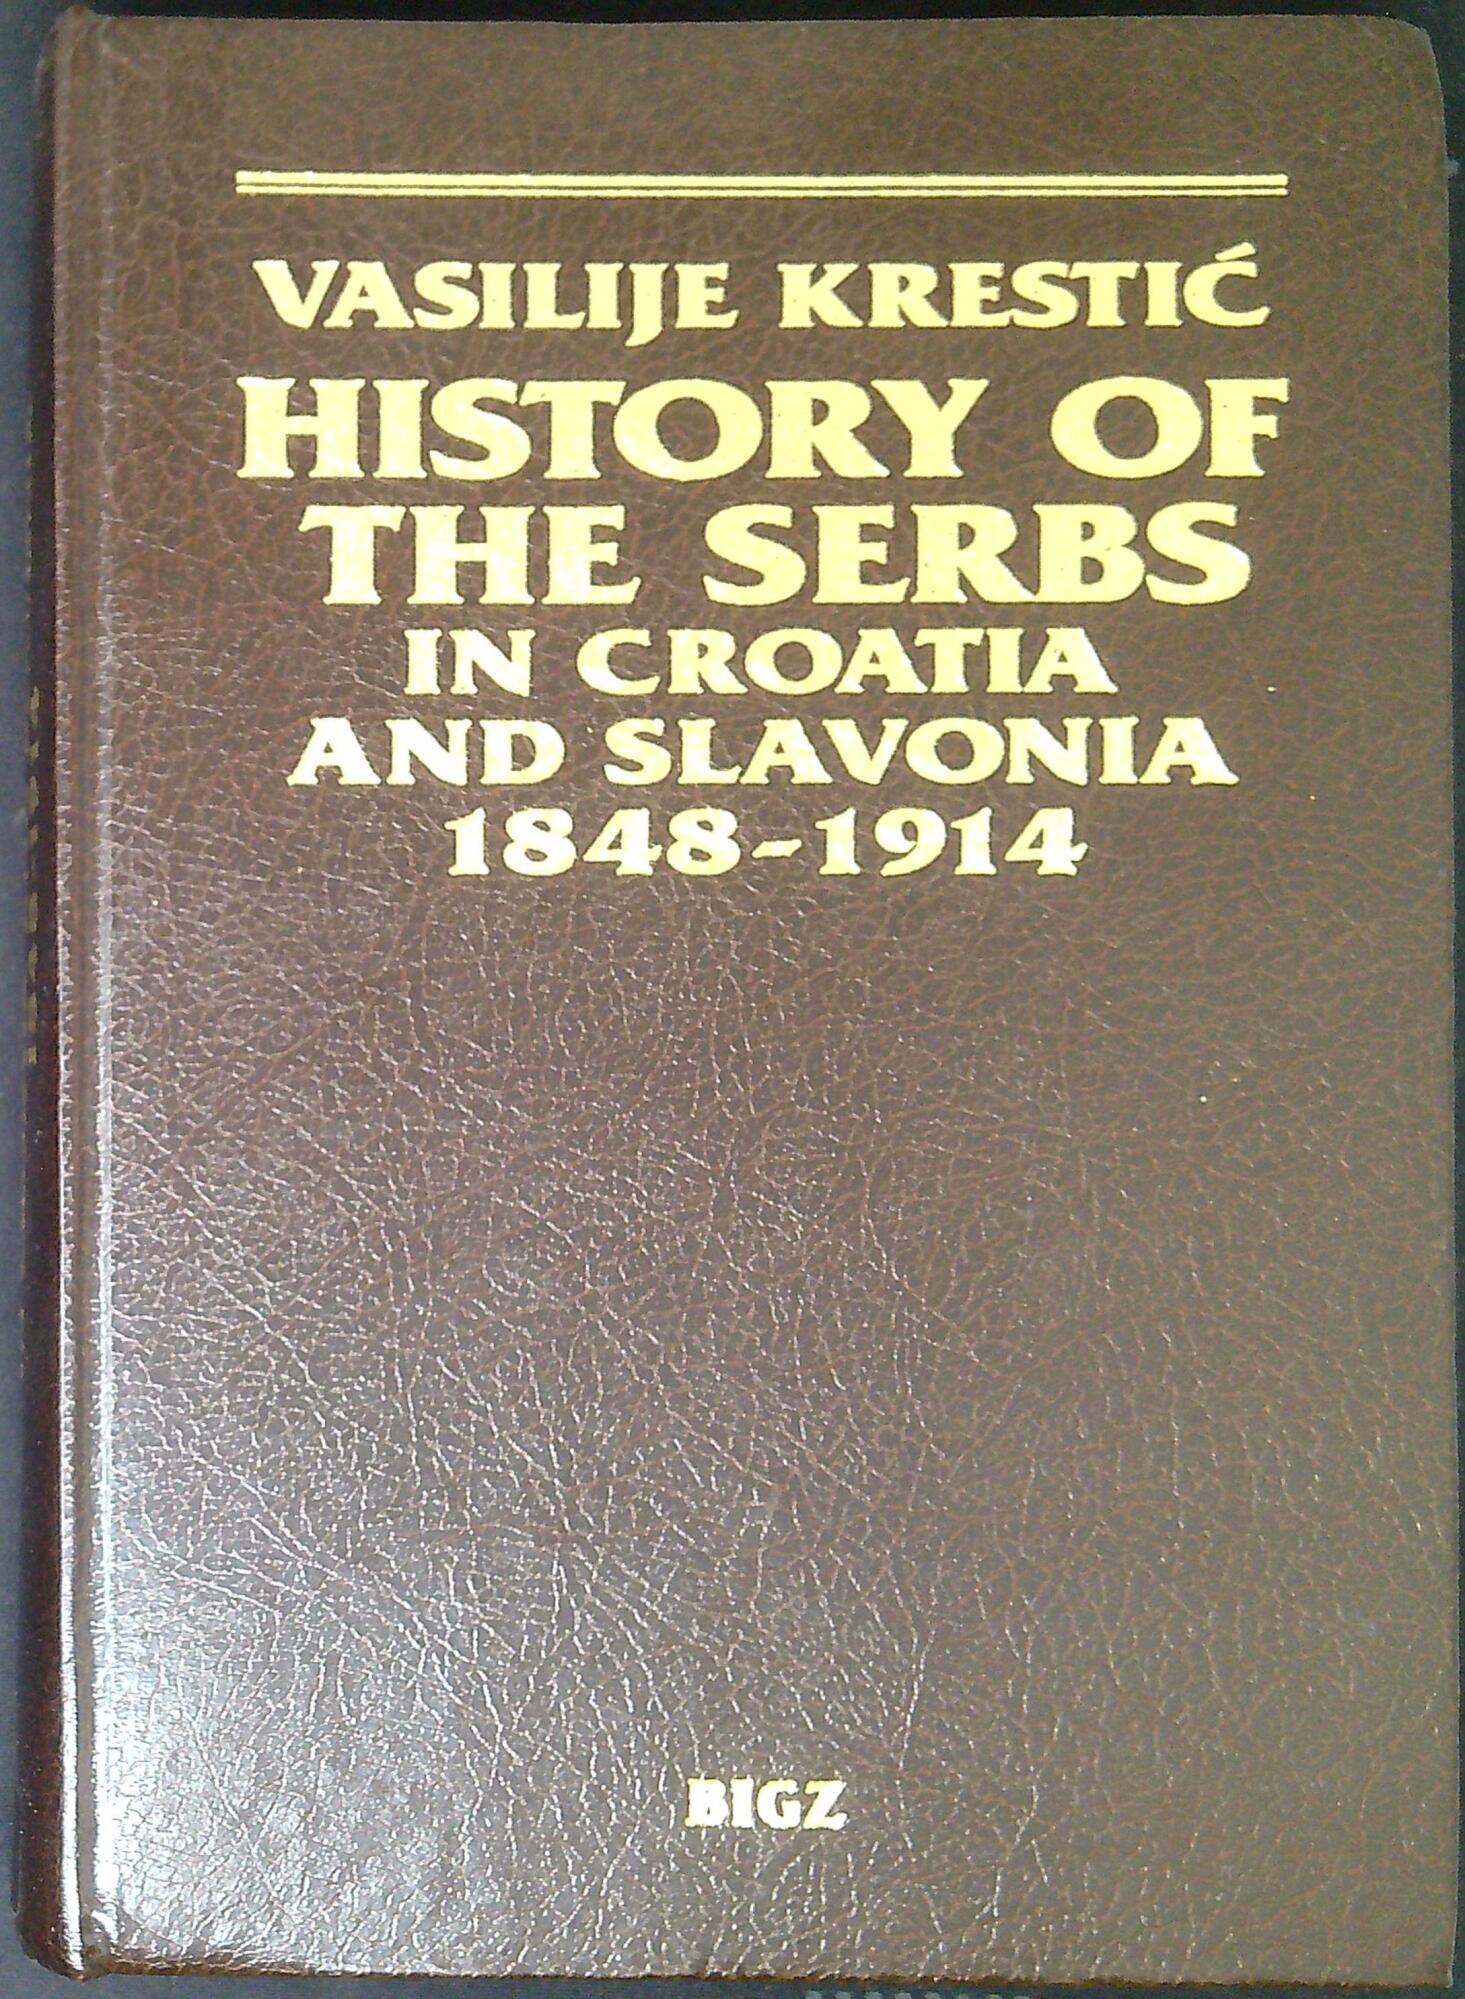 VASILIJE KRESTIĆ
HISTORY OF
THE SERBS
IN CROATIA
AND SLAVONIA
1848-1914
BIGZ